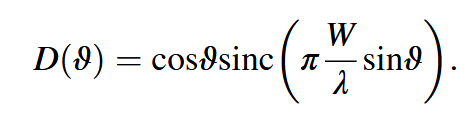 D(ϑ) = cosϑsinc(π W/λ sinϑ).